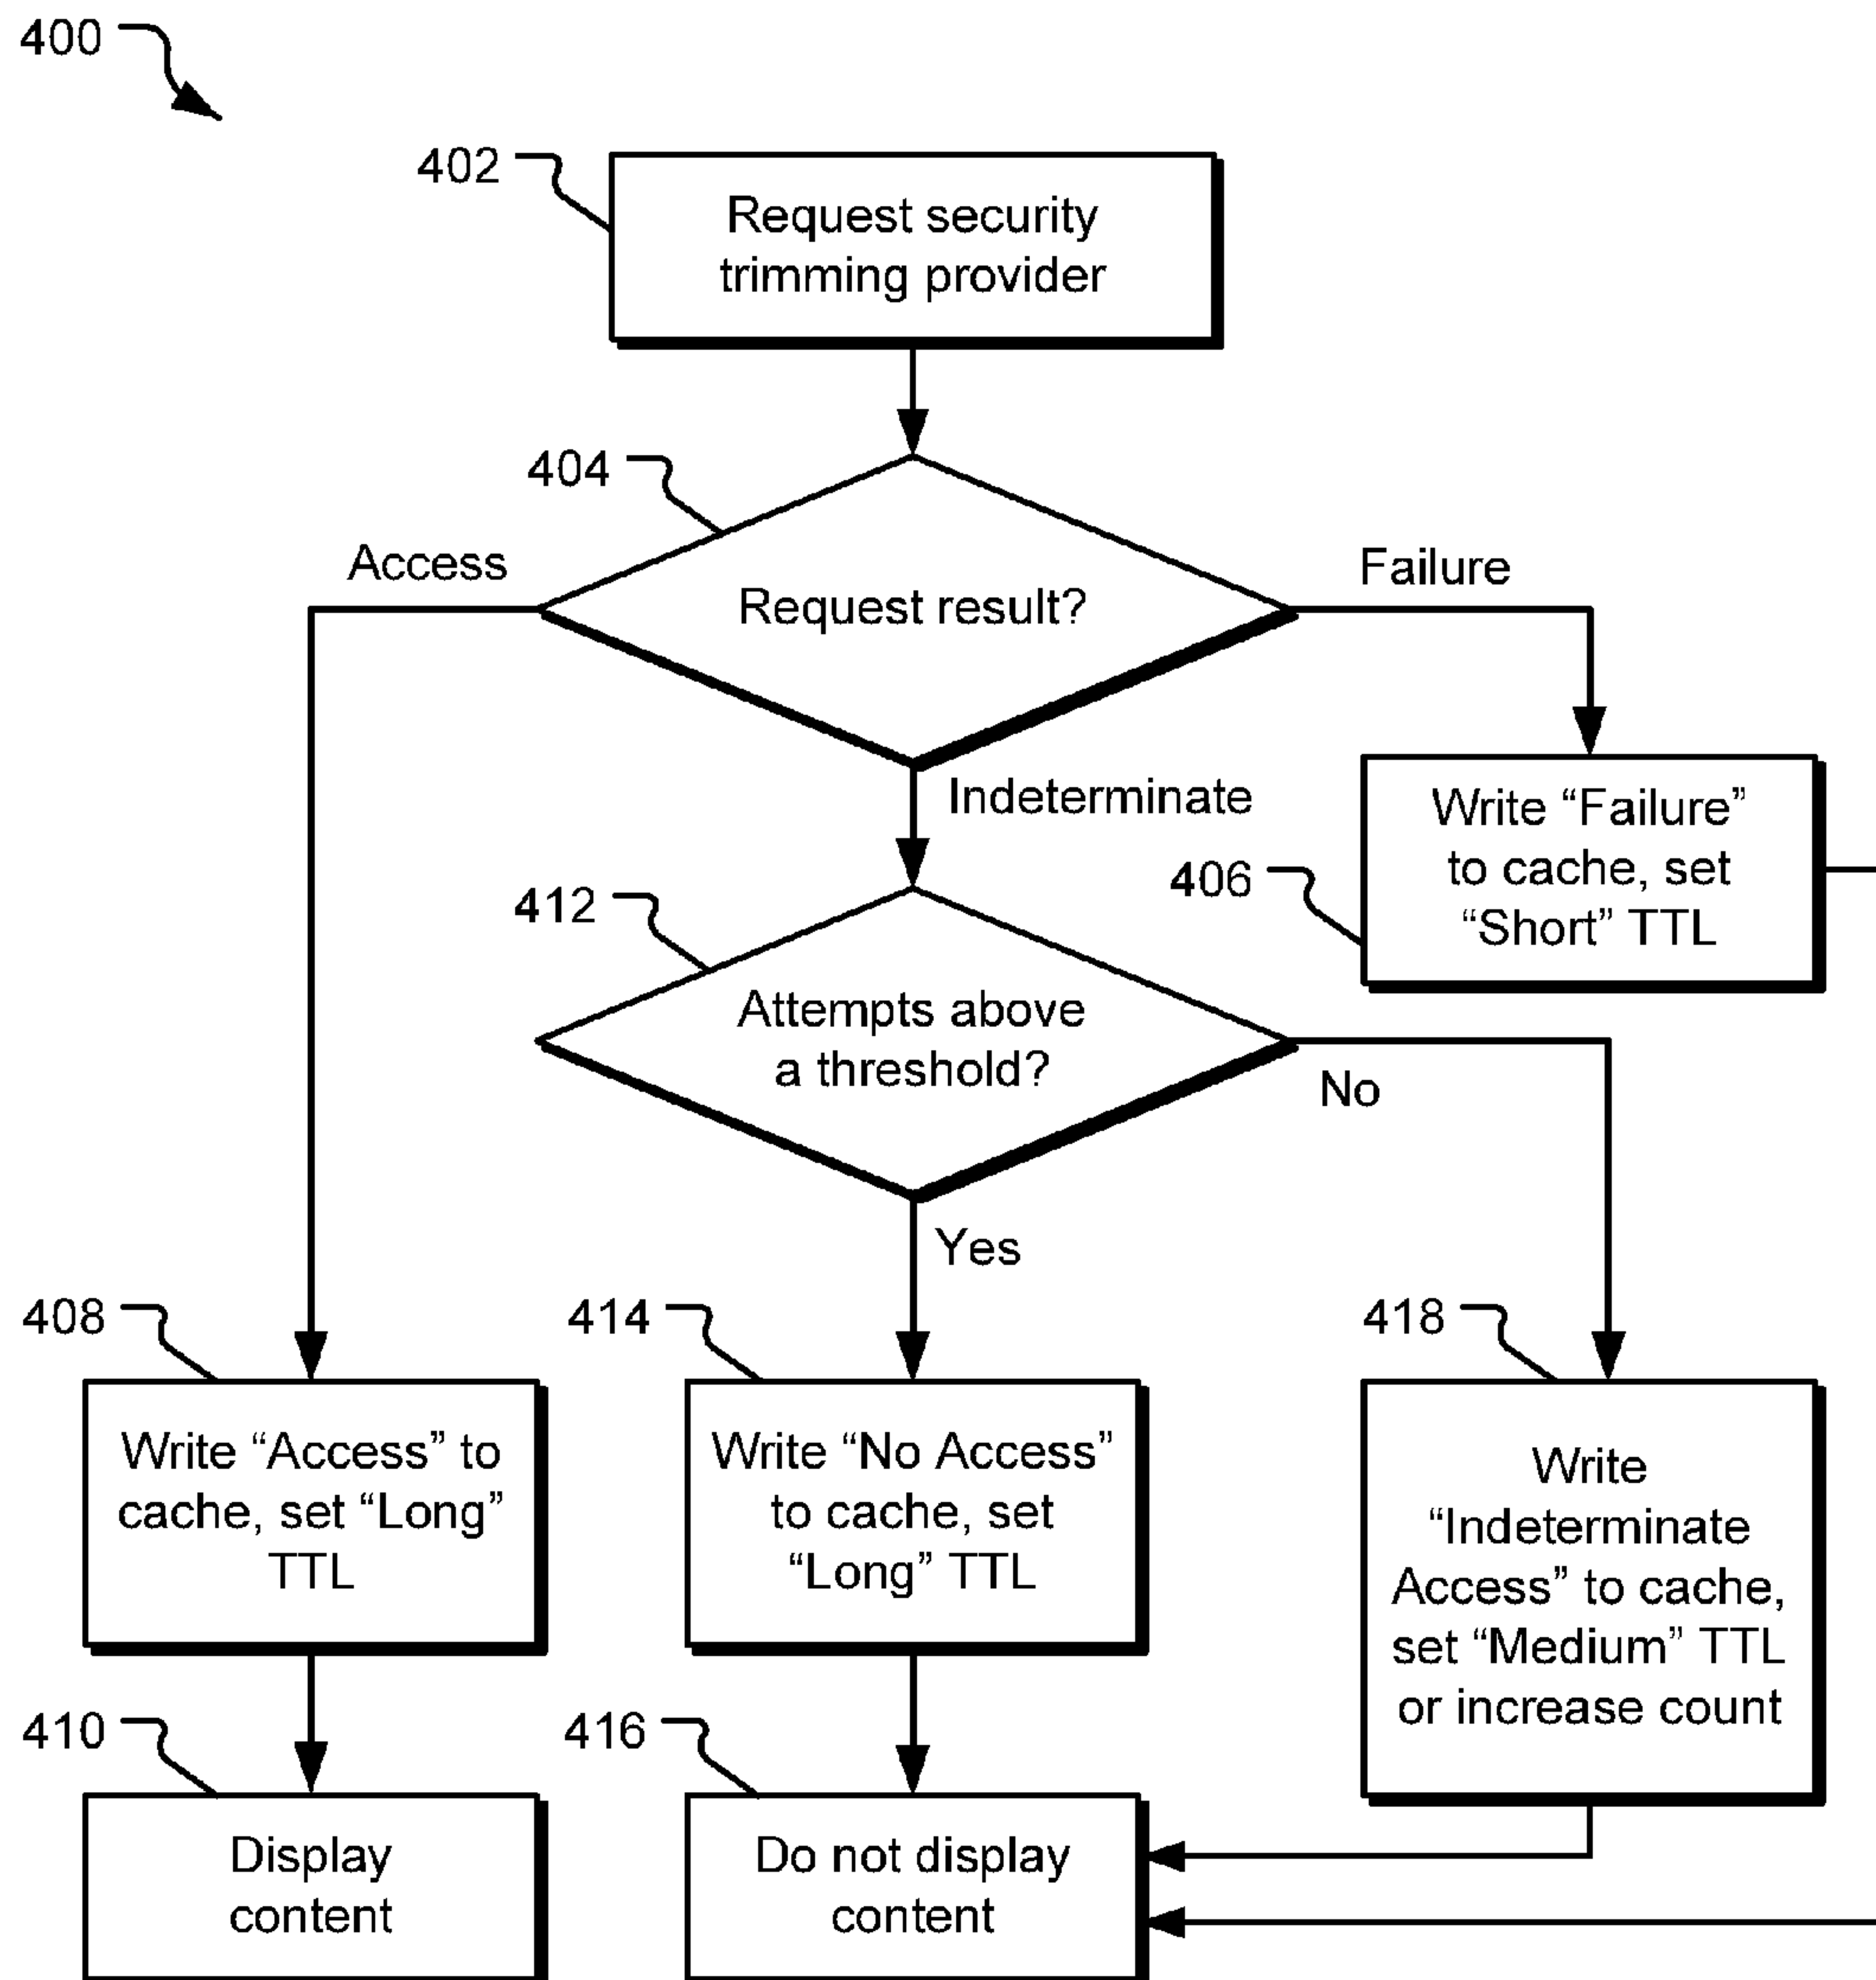 400
402
Request security
trimming provider
404
Access
Failure
Request result?
Indeterminate
Write “Failure”
to cache, set
“Short” TTL
406
412
Attempts above
a threshold?
No
Yes
408
414
418
Write “Access” to
cache, set “Long”
TTL
Write “No Access”
to cache, set
“Long” TTL
Write
“Indeterminate
Access” to cache,
set “Medium” TTL
or increase count
410
416
Display
content
Do not display
content